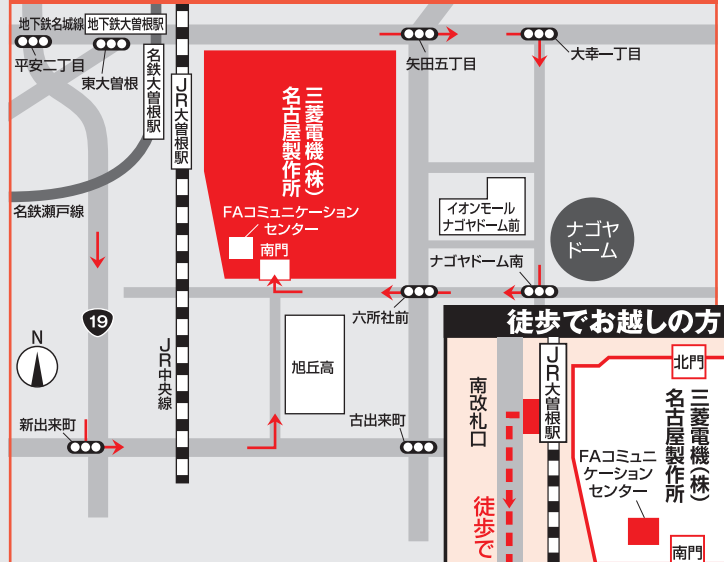 地下鉄名城線
地下鉄大曽根駅
平安二丁目
東大曽根
名鉄大曽根駅
JR大曽根駅
矢田五丁目
大幸一丁目
三菱電機(株)
名古屋製作所
FAコミュニケーション
センター
南門
名鉄瀬戸線
イオンモール
ナゴヤドーム前
ナゴヤ
ドーム
ナゴヤドーム南
六所社前
19
N
JR中央線
旭丘高
新出来町
古出来町
徒歩でお越しの方
JR大曽根駅
北門
南改札口
三菱電機(株)
名古屋製作所
FAコミュニ
ケーション
センター
徒歩で
南門